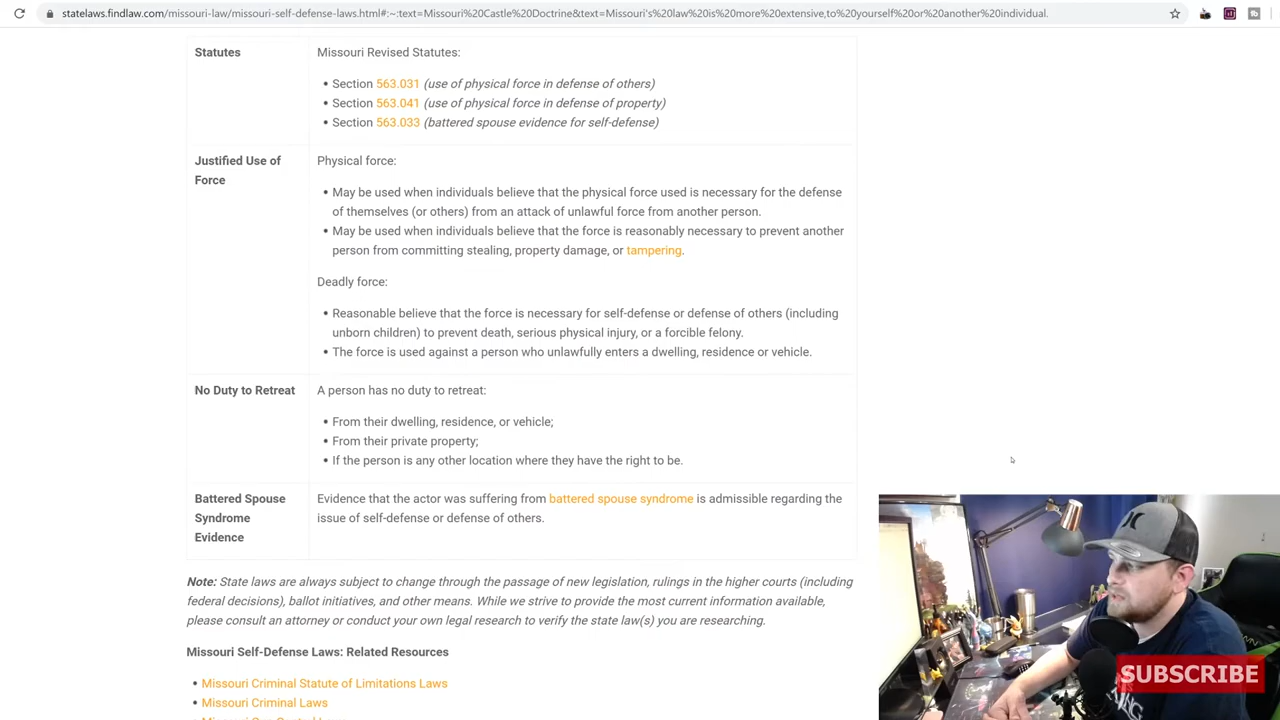 statelaws.findlaw.com/missouri-law/missouri-self-defense-laws.html#:~:text=Missouri%20Castle%20Doctrine&text=Missouri's%20law%20is%20more%20extensive,to%20yourself%20or%20another%20individual.
Statutes
Missouri Revised Statutes:
• Section 563.031 (use of physical force in defense of others)
• Section 563.041 (use of physical force in defense of property)
• Section 563.033 (battered spouse evidence for self-defense)
Justified Use of
Force
Physical force:
• May be used when individuals believe that the physical force used is necessary for the defense
of themselves (or others) from an attack of unlawful force from another person.
• May be used when individuals believe that the force is reasonably necessary to prevent another
person from committing stealing, property damage, or tampering.
Deadly force:
• Reasonable believe that the force is necessary for self-defense or defense of others (including
unborn children) to prevent death, serious physical injury, or a forcible felony.
• The force is used against a person who unlawfully enters a dwelling, residence or vehicle.
No Duty to Retreat
A person has no duty to retreat:
• From their dwelling, residence, or vehicle;
• From their private property;
• If the person is any other location where they have the right to be.
Battered Spouse
Syndrome
Evidence
Evidence that the actor was suffering from battered spouse syndrome is admissible regarding the
issue of self-defense or defense of others.
Note: State laws are always subject to change through the passage of new legislation, rulings in the higher courts (including
federal decisions), ballot initiatives, and other means. While we strive to provide the most current information available,
please consult an attorney or conduct your own legal research to verify the state law(s) you are researching.
Missouri Self-Defense Laws: Related Resources
• Missouri Criminal Statute of Limitations Laws
• Missouri Criminal Laws
SUBSCRIBE